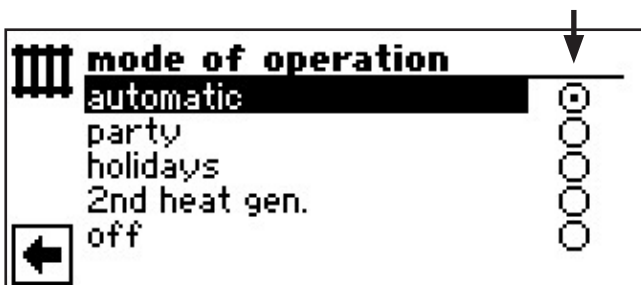 mode of operation
automatic
party
holidays
2nd heat gen.
off